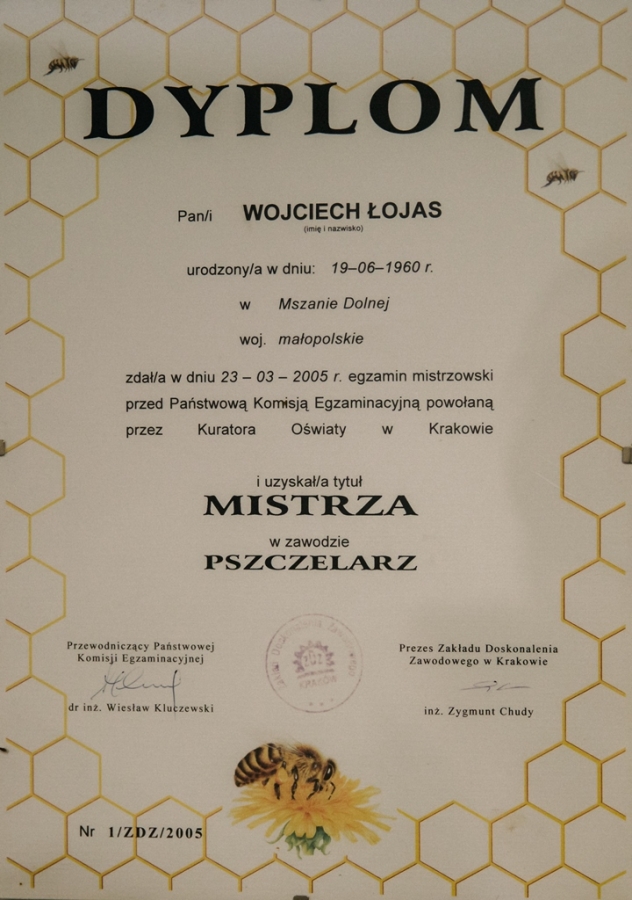 DYPLOM
Pan/i WOJCIECH ŁOJAS
(imię i nazwisko)
urodzony/a w dniu: 19–06–1960 r.
w Mszanie Dolnej
woj. małopolskie
zdał/a w dniu 23 – 03 – 2005 r. egzamin mistrzowski
przed Państwową Komisją Egzaminacyjną powołaną
przez Kuratora Oświaty w Krakowie
i uzyskał/a tytuł
MISTRZA
w zawodzie
PSZCZELARZ
Przewodniczący Państwowej
Komisji Egzaminacyjnej
dr inż. Wiesław Kluczewski
Prezes Zakładu Doskonalenia
Zawodowego w Krakowie
inż. Zygmunt Chudy
ZDZ
KRAKÓW
Nr 1/ZDZ/2005